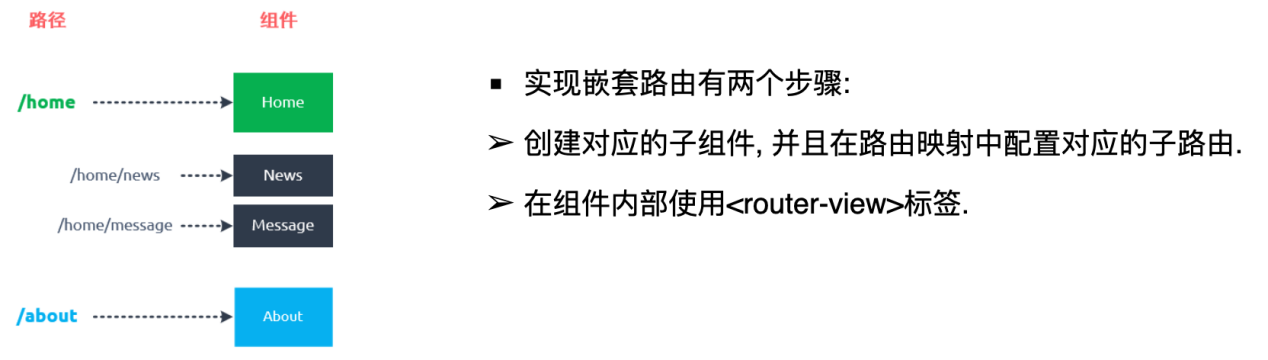 路径 组件
/home Home
/home/news News
/home/message Message
/about About
■ 实现嵌套路由有两个步骤:
➢ 创建对应的子组件, 并且在路由映射中配置对应的子路由.
➢ 在组件内部使用<router-view>标签.